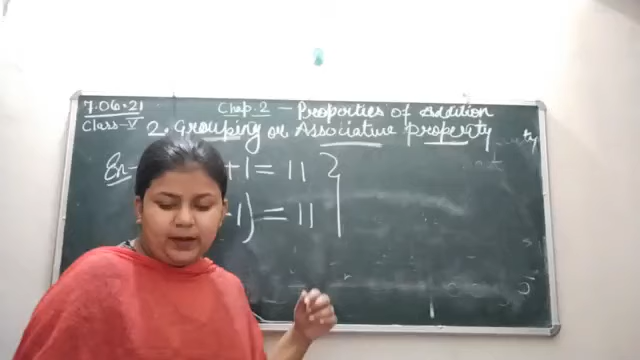 7.06.21 Chap. 2 - Properties of Addition
Class-V 2. Grouping or Associative property
ty
Ex- +1 = 11
1) = 11